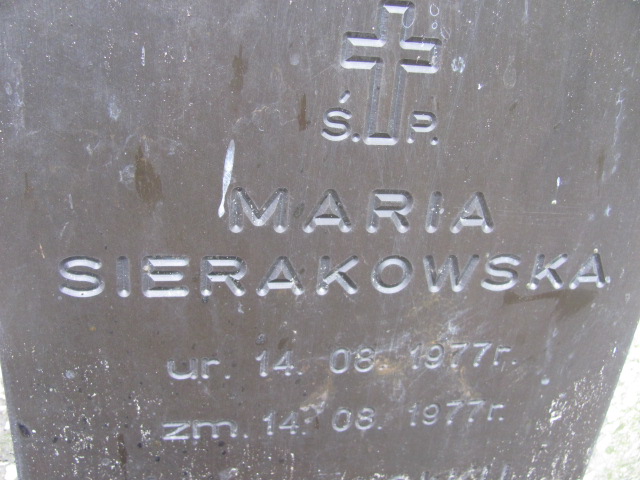 Ś.P.
MARIA
SIERAKOWSKA
ur. 14. 08. 1977r.
zm. 14. 08. 1977r.